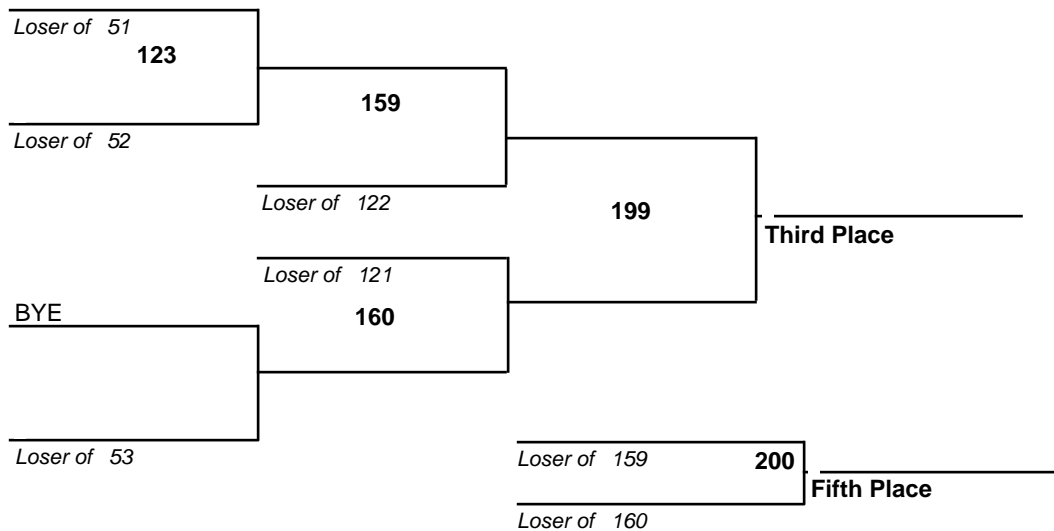 Loser of 51
123
159
Loser of 52
Loser of 122
199
Third Place
Loser of 121
BYE
160
Loser of 53
Loser of 159
200
Fifth Place
Loser of 160